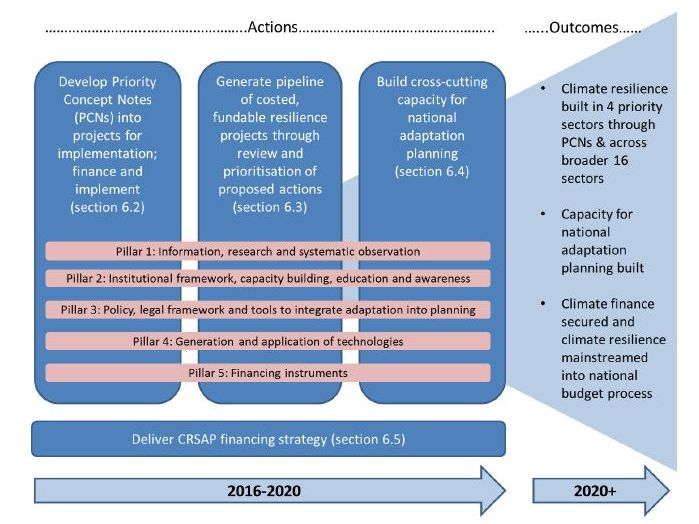 ……………………..……………………..Actions……………………………………………...
…...Outcomes……
Develop Priority
Concept Notes
(PCNs) into
projects for
implementation;
finance and
implement
(section 6.2)
Generate pipeline
of costed,
fundable resilience
projects through
review and
prioritisation of
proposed actions
(section 6.3)
Build cross-cutting
capacity for
national
adaptation
planning
(section 6.4)
Pillar 1: Information, research and systematic observation
Pillar 2: Institutional framework, capacity building, education and awareness
Pillar 3: Policy, legal framework and tools to integrate adaptation into planning
Pillar 4: Generation and application of technologies
Pillar 5: Financing instruments
Deliver CRSAP financing strategy (section 6.5)
• Climate resilience
built in 4 priority
sectors through
PCNs & across
broader 16
sectors
• Capacity for
national
adaptation
planning built
• Climate finance
secured and
climate resilience
mainstreamed
into national
budget process
2016-2020
2020+